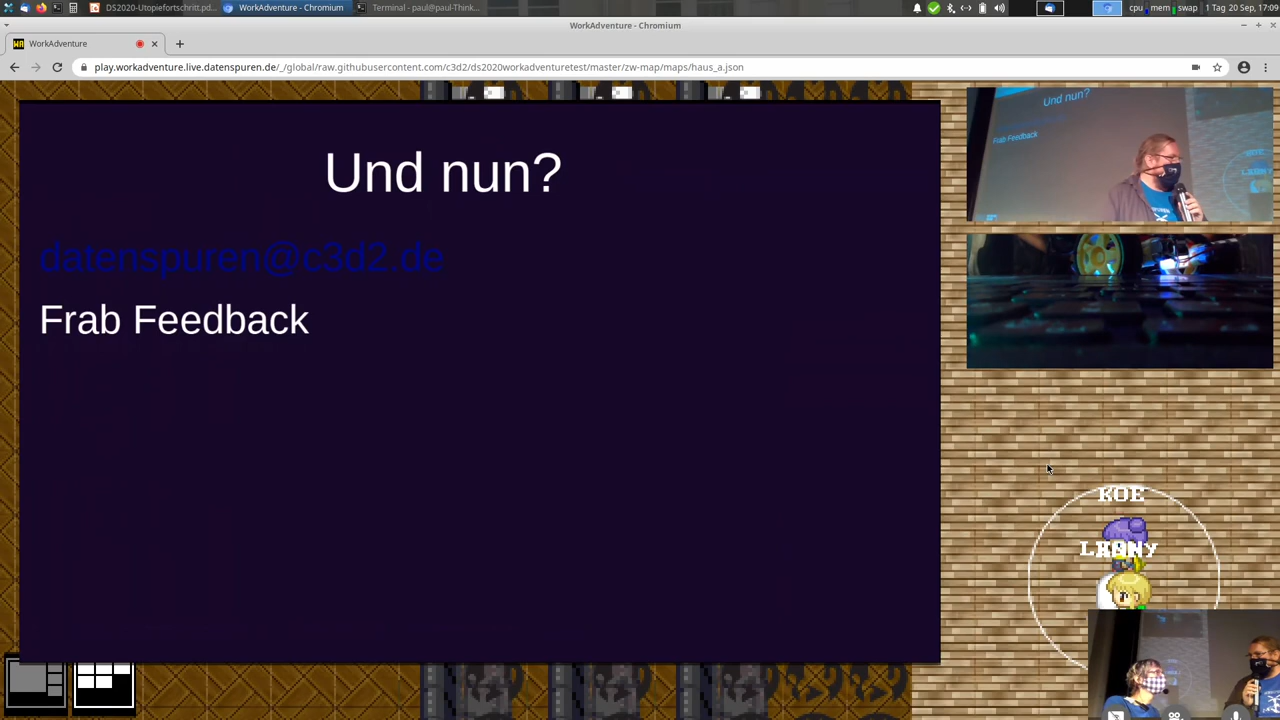 DS2020-Utopiefortschritt.pd...
WorkAdventure - Chromium
Terminal - paul@paul-Think...
cpu mem swap 1 Tag 20 Sep, 17:09
WorkAdventure - Chromium
WorkAdventure
play.workadventure.live.datenspuren.de/_/global/raw.githubusercontent.com/c3d2/ds2020workadventuretest/master/zw-map/maps/haus_a.json
Und nun?
datenspuren@c3d2.de
Frab Feedback
Und nun?
Frab Feedback
KOE